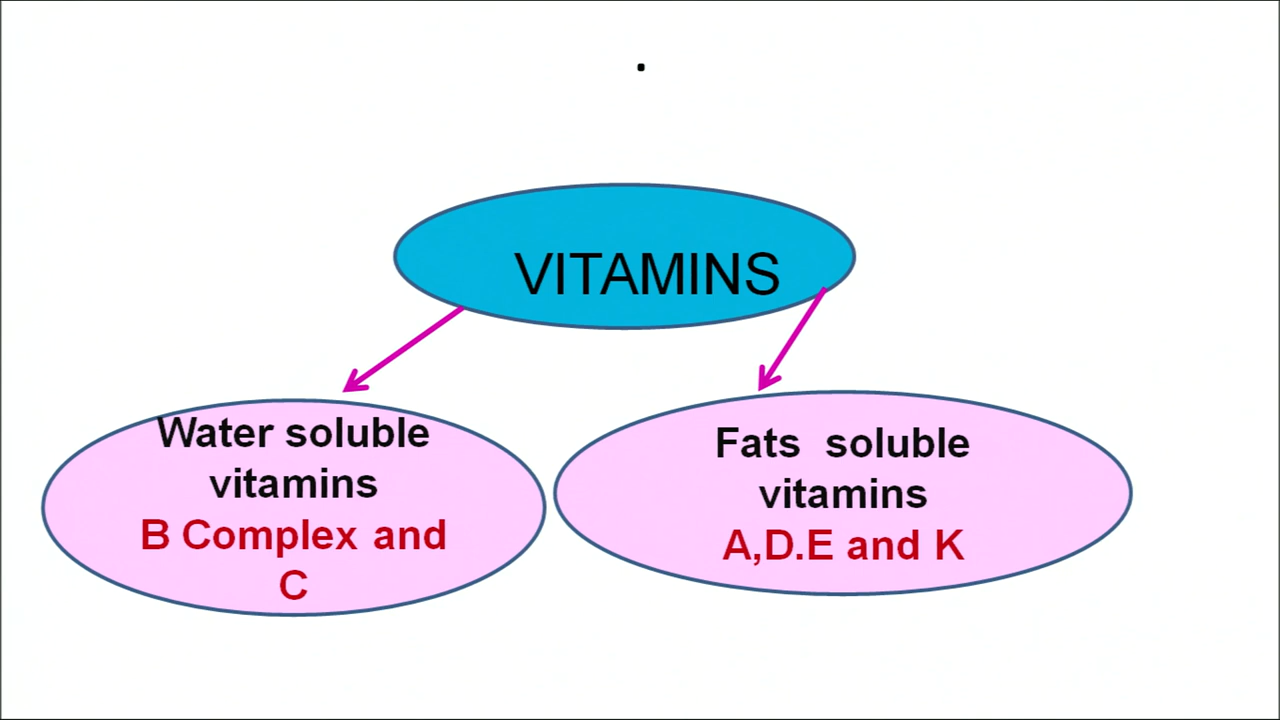 .
VITAMINS
Water soluble
vitamins
B Complex and
C
Fats soluble
vitamins
A,D.E and K